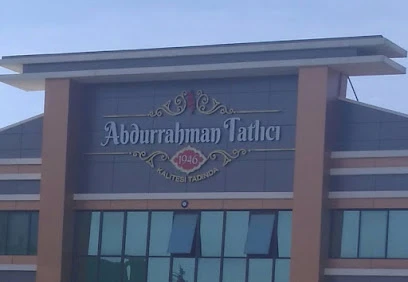 Abdurrahman Tatlıcı
1946
KALİTESİ TADINDA